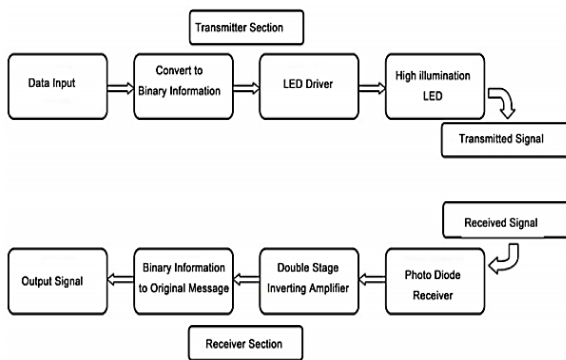 Transmitter Section
Data Input
Convert to
Binary Information
LED Driver
High illumination
LED
Transmitted Signal
Received Signal
Output Signal
Binary Information
to Original Message
Double Stage
Inverting Amplifier
Photo Diode
Receiver
Receiver Section